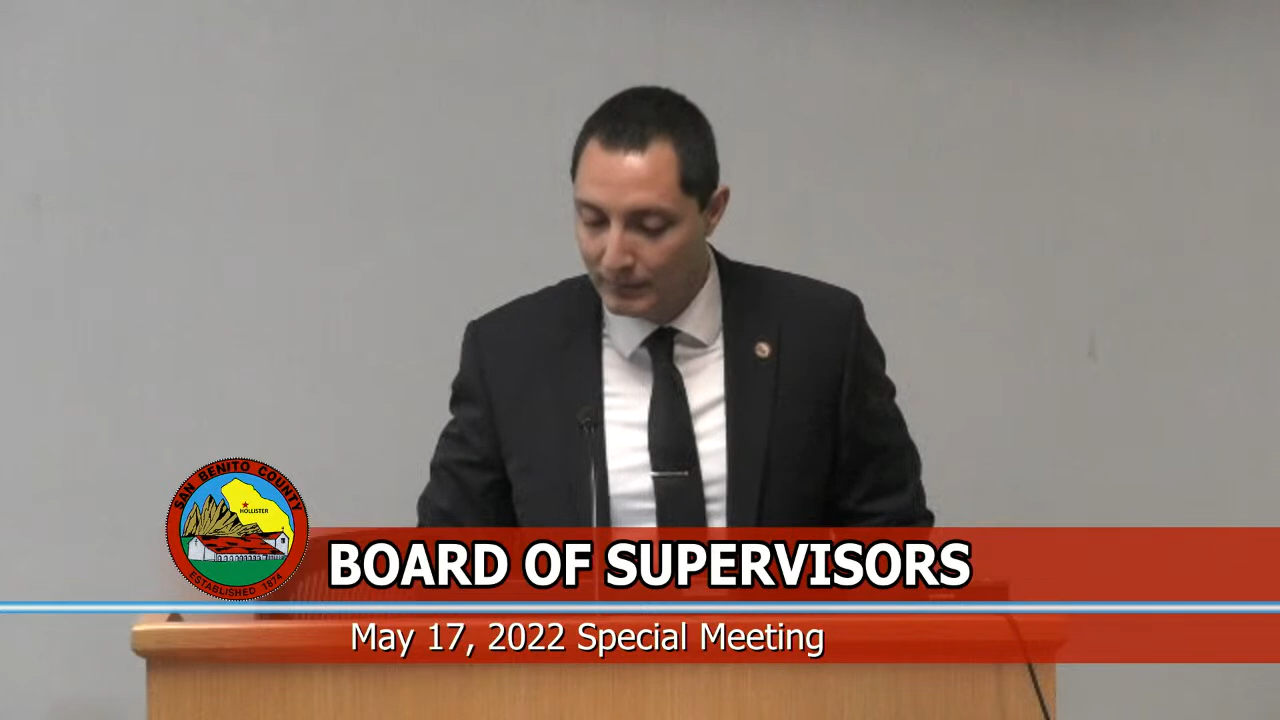 SAN BENITO COUNTY
HOLLISTER
ESTABLISHED 1874
BOARD OF SUPERVISORS
May 17, 2022 Special Meeting